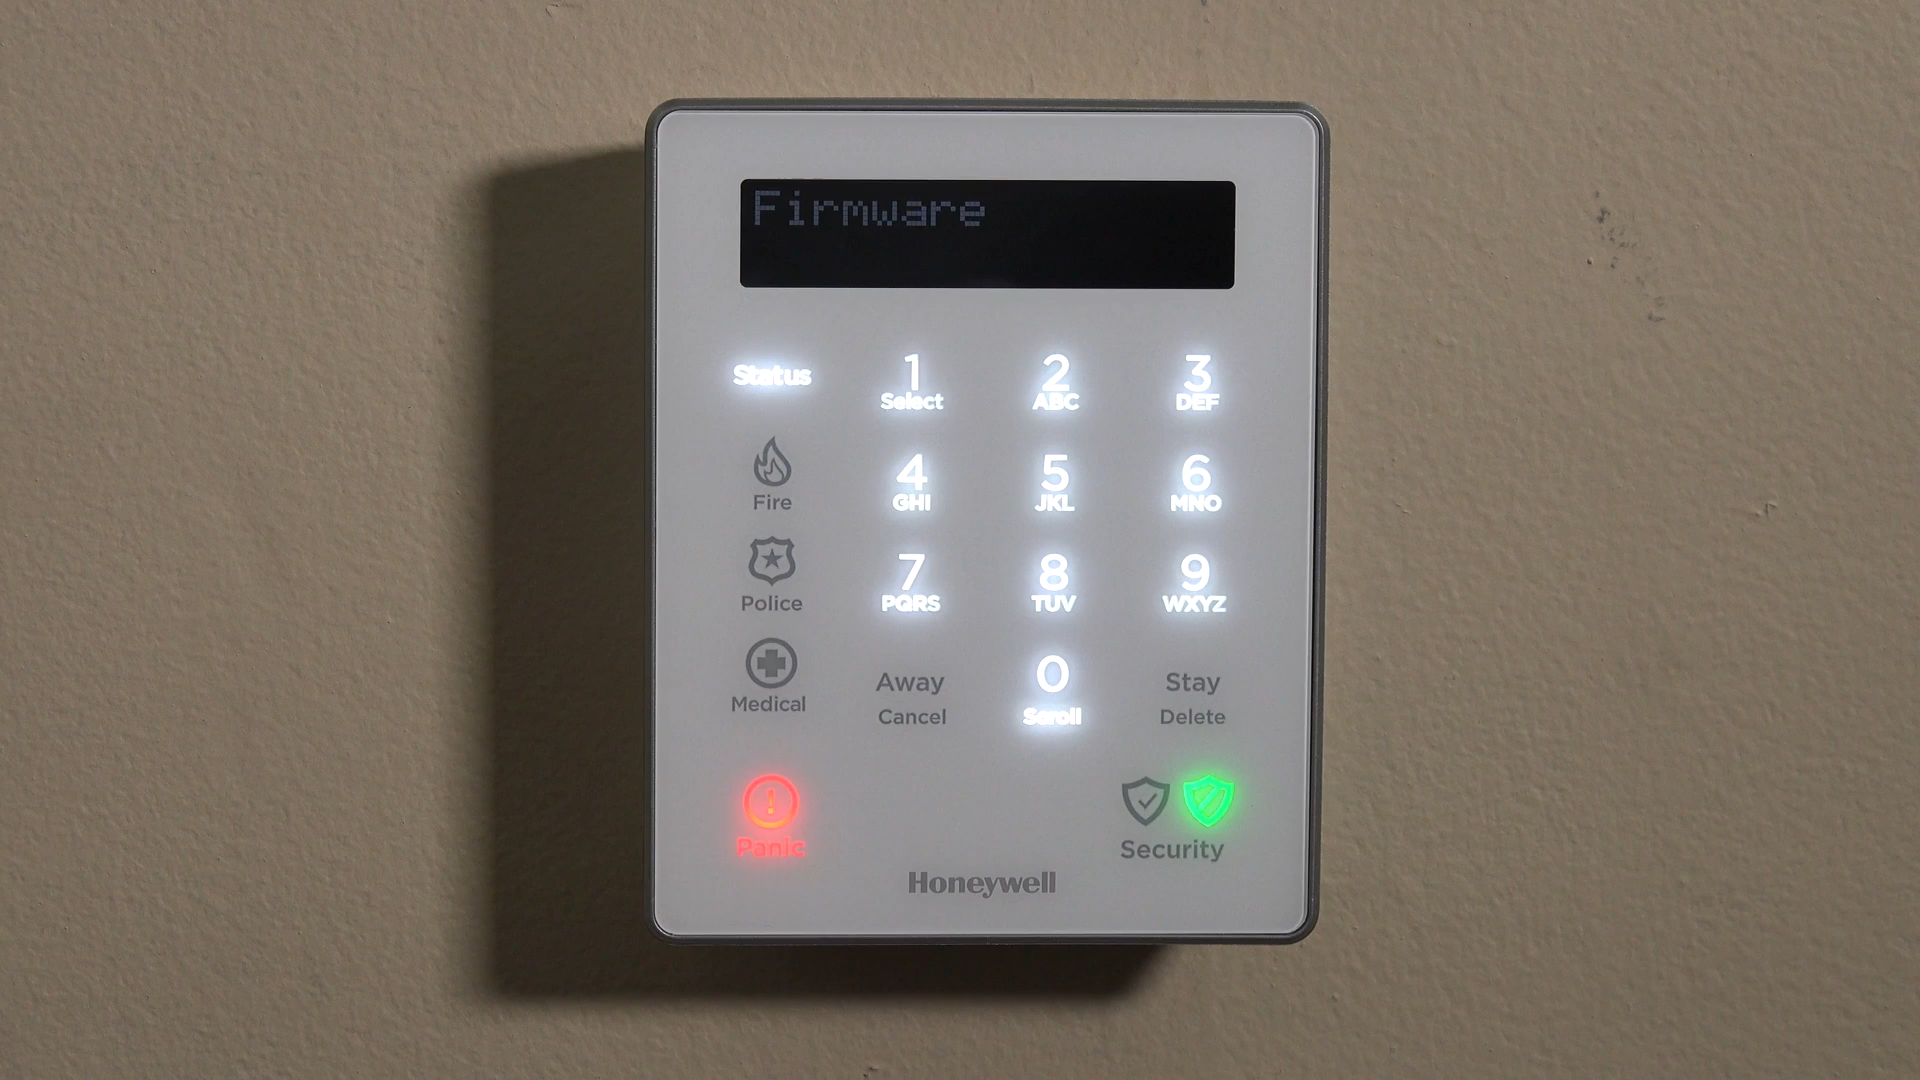 Firmware
Status 1 2 3
Select ABC DEF
4 5 6
Fire GHI JKL MNO
7 8 9
Police PQRS TUV WXYZ
Away 0 Stay
Medical Cancel Scroll Delete
Panic Security
Honeywell